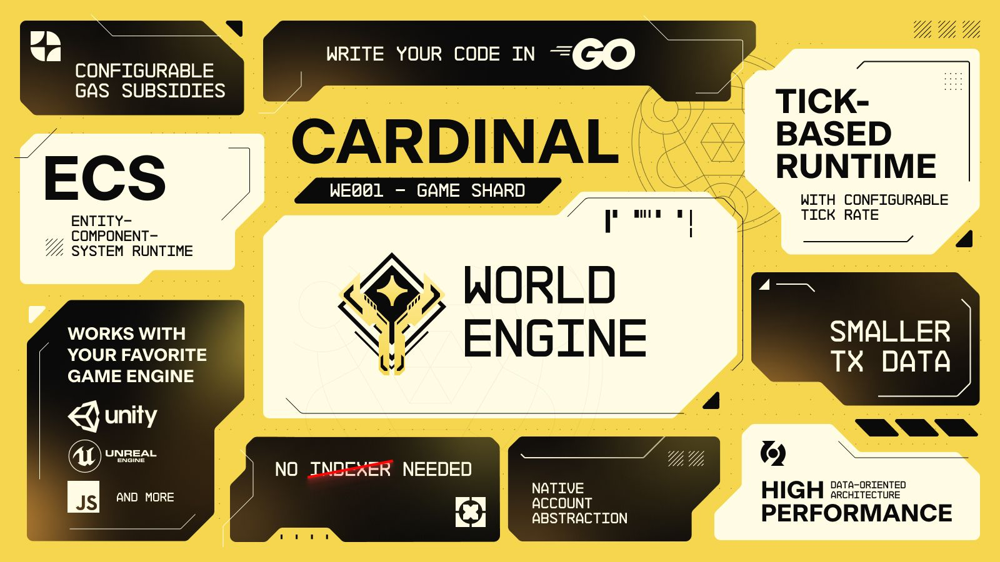 CONFIGURABLE
GAS SUBSIDIES
WRITE YOUR CODE IN GO
CARDINAL
WE001 – GAME SHARD
TICK-
BASED
RUNTIME
WITH CONFIGURABLE
TICK RATE
ECS
ENTITY–
COMPONENT–
SYSTEM RUNTIME
WORLD
ENGINE
WORKS WITH
YOUR FAVORITE
GAME ENGINE
unity
UNREAL
ENGINE
JS AND MORE
SMALLER
TX DATA
NO INDEXER NEEDED
NATIVE
ACCOUNT
ABSTRACTION
HIGH DATA–ORIENTED
ARCHITECTURE
PERFORMANCE